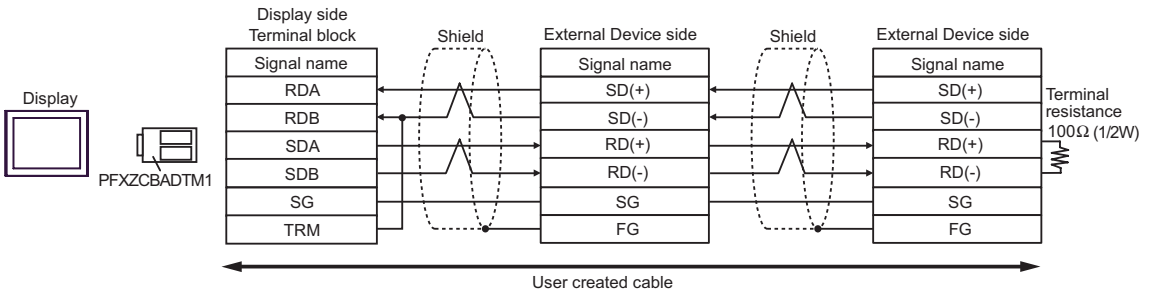 Display side
Terminal block
Shield
External Device side
Shield
External Device side
Signal name
Signal name
Signal name
RDA
SD(+)
SD(+)
Display
RDB
SD(-)
SD(-)
Terminal
resistance
100Ω (1/2W)
SDA
RD(+)
RD(+)
PFXZCBADTM1
SDB
RD(-)
RD(-)
SG
SG
SG
TRM
FG
FG
User created cable